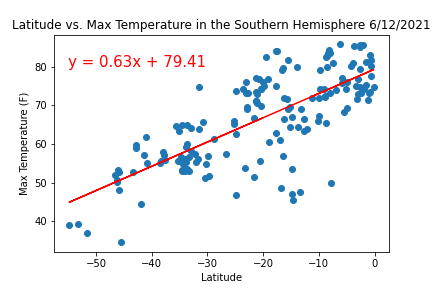 Latitude vs. Max Temperature in the Southern Hemisphere 6/12/2021
y = 0.63x + 79.41
Max Temperature (F)
80
70
60
50
40
−50
−40
−30
−20
−10
0
Latitude